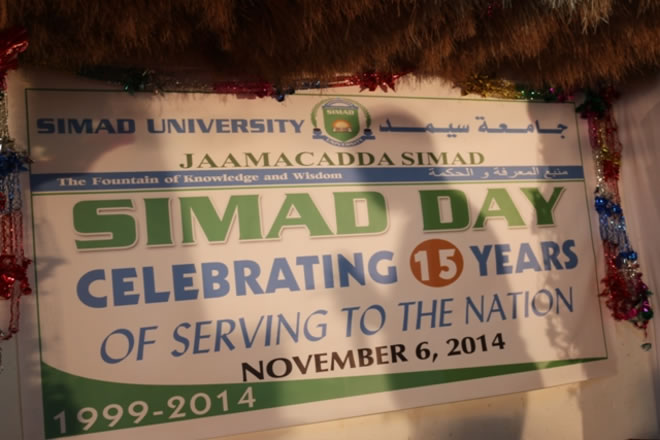 SIMAD UNIVERSITY SIMAD جامعة سيمد
JAAMACADDA SIMAD
The Fountain of Knowledge and Wisdom منبع المعرفة و الحكمة
SIMAD DAY
CELEBRATING 15 YEARS
OF SERVING TO THE NATION
NOVEMBER 6, 2014
1999-2014